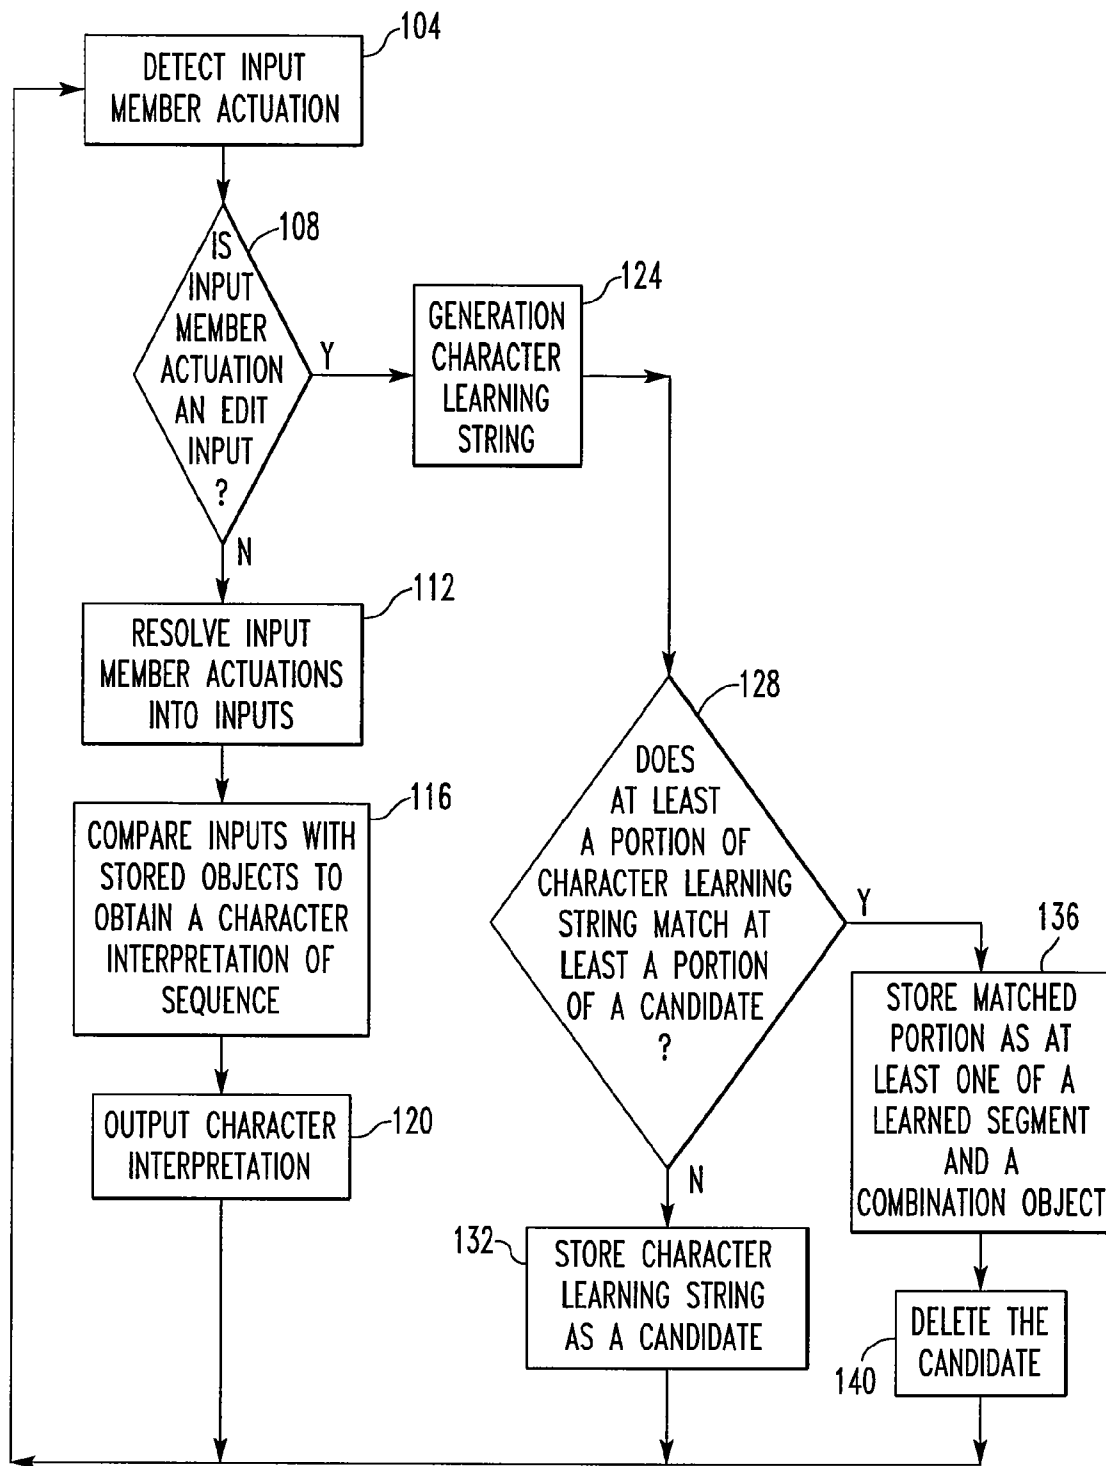 104
DETECT INPUT
MEMBER ACTUATION
108
IS
INPUT
MEMBER
ACTUATION
AN EDIT
INPUT
?
Y
N
124
GENERATION
CHARACTER
LEARNING
STRING
112
RESOLVE INPUT
MEMBER ACTUATIONS
INTO INPUTS
116
COMPARE INPUTS WITH
STORED OBJECTS TO
OBTAIN A CHARACTER
INTERPRETATION OF
SEQUENCE
120
OUTPUT CHARACTER
INTERPRETATION
128
DOES
AT LEAST
A PORTION OF
CHARACTER LEARNING
STRING MATCH AT
LEAST A PORTION
OF A CANDIDATE
?
Y
N
132
STORE CHARACTER
LEARNING STRING
AS A CANDIDATE
136
STORE MATCHED
PORTION AS AT
LEAST ONE OF A
LEARNED SEGMENT
AND A
COMBINATION OBJECT
140
DELETE THE
CANDIDATE